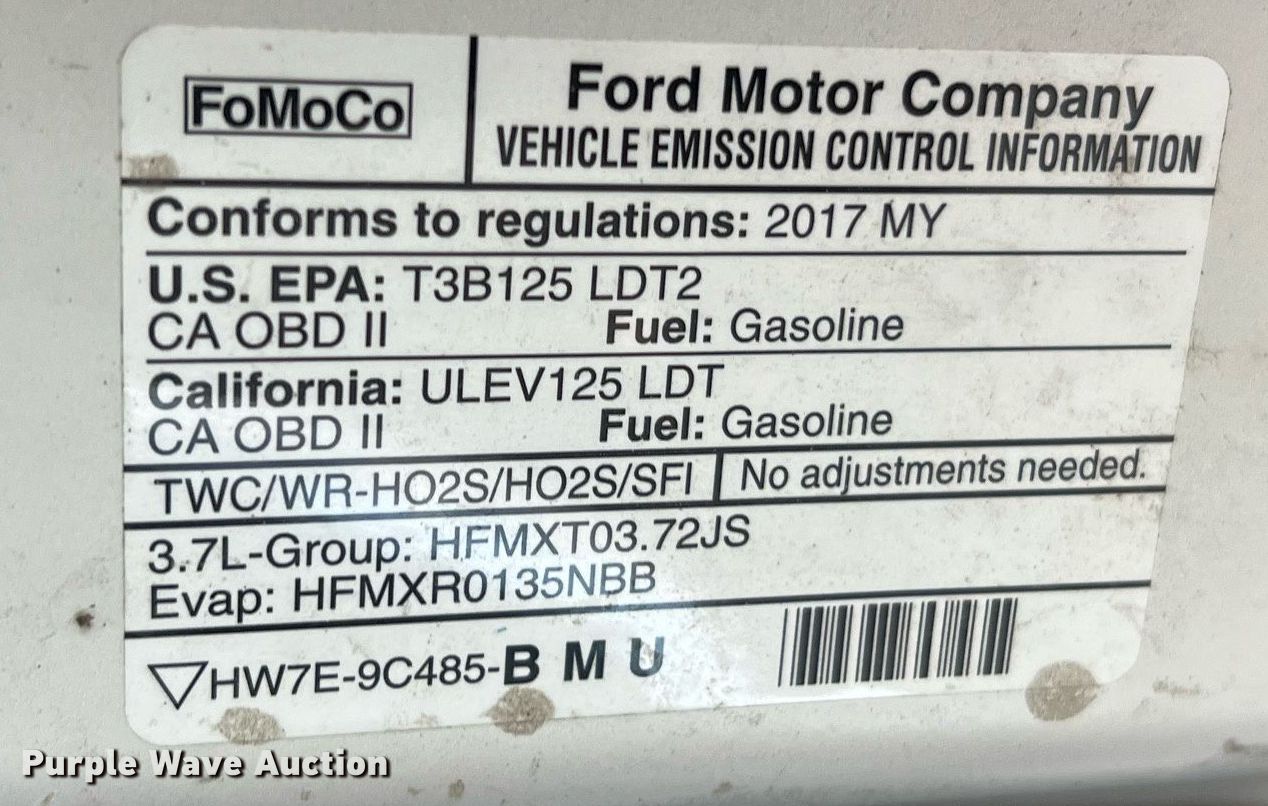 FoMoCo
Ford Motor Company
VEHICLE EMISSION CONTROL INFORMATION
Conforms to regulations: 2017 MY
U.S. EPA: T3B125 LDT2
CA OBD II Fuel: Gasoline
California: ULEV125 LDT
CA OBD II Fuel: Gasoline
TWC/WR-HO2S/HO2S/SFI No adjustments needed.
3.7L-Group: HFMXT03.72JS
Evap: HFMXR0135NBB
HW7E-9C485-B M U
Purple Wave Auction